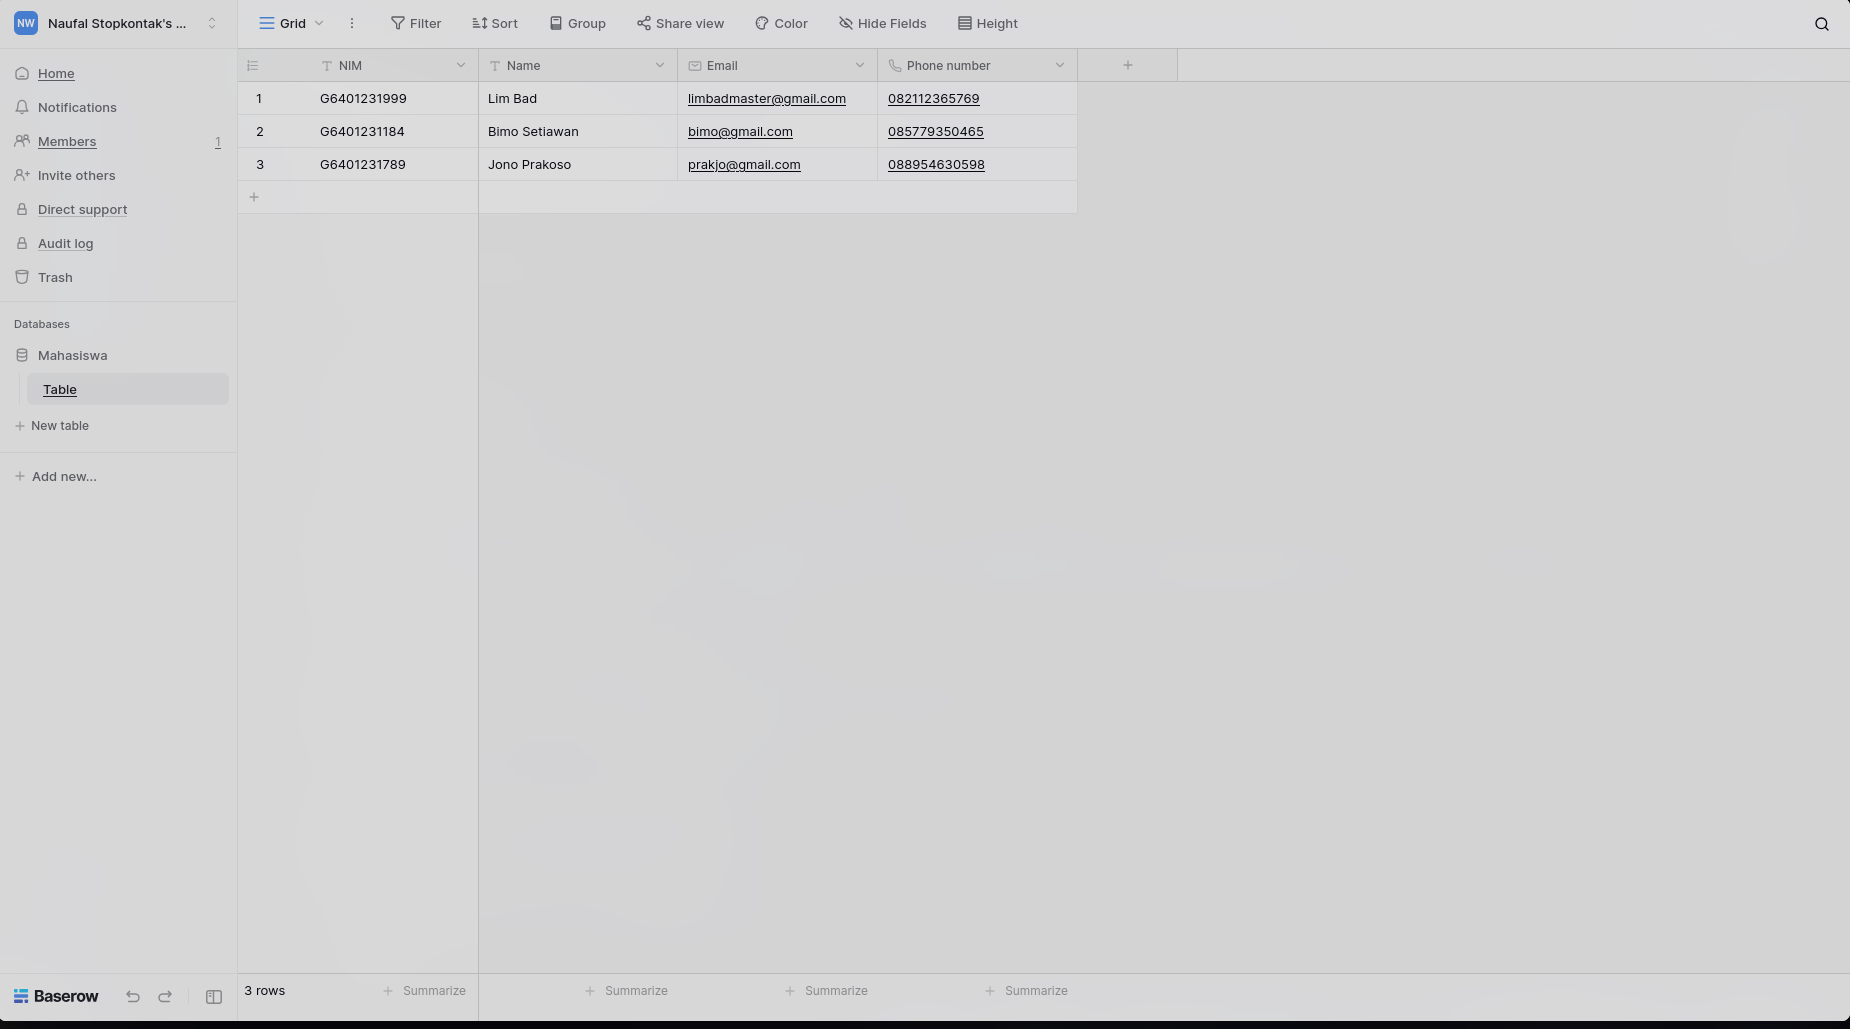 NW Naufal Stopkontak's ...
Home
Notifications
Members 1
Invite others
Direct support
Audit log
Trash
Databases
Mahasiswa
Table
+ New table
+ Add new...
Baserow
Grid Filter Sort Group Share view Color Hide Fields Height
NIM Name Email Phone number +
1 G6401231999 Lim Bad limbadmaster@gmail.com 082112365769
2 G6401231184 Bimo Setiawan bimo@gmail.com 085779350465
3 G6401231789 Jono Prakoso prakjo@gmail.com 088954630598
+
3 rows + Summarize + Summarize + Summarize + Summarize